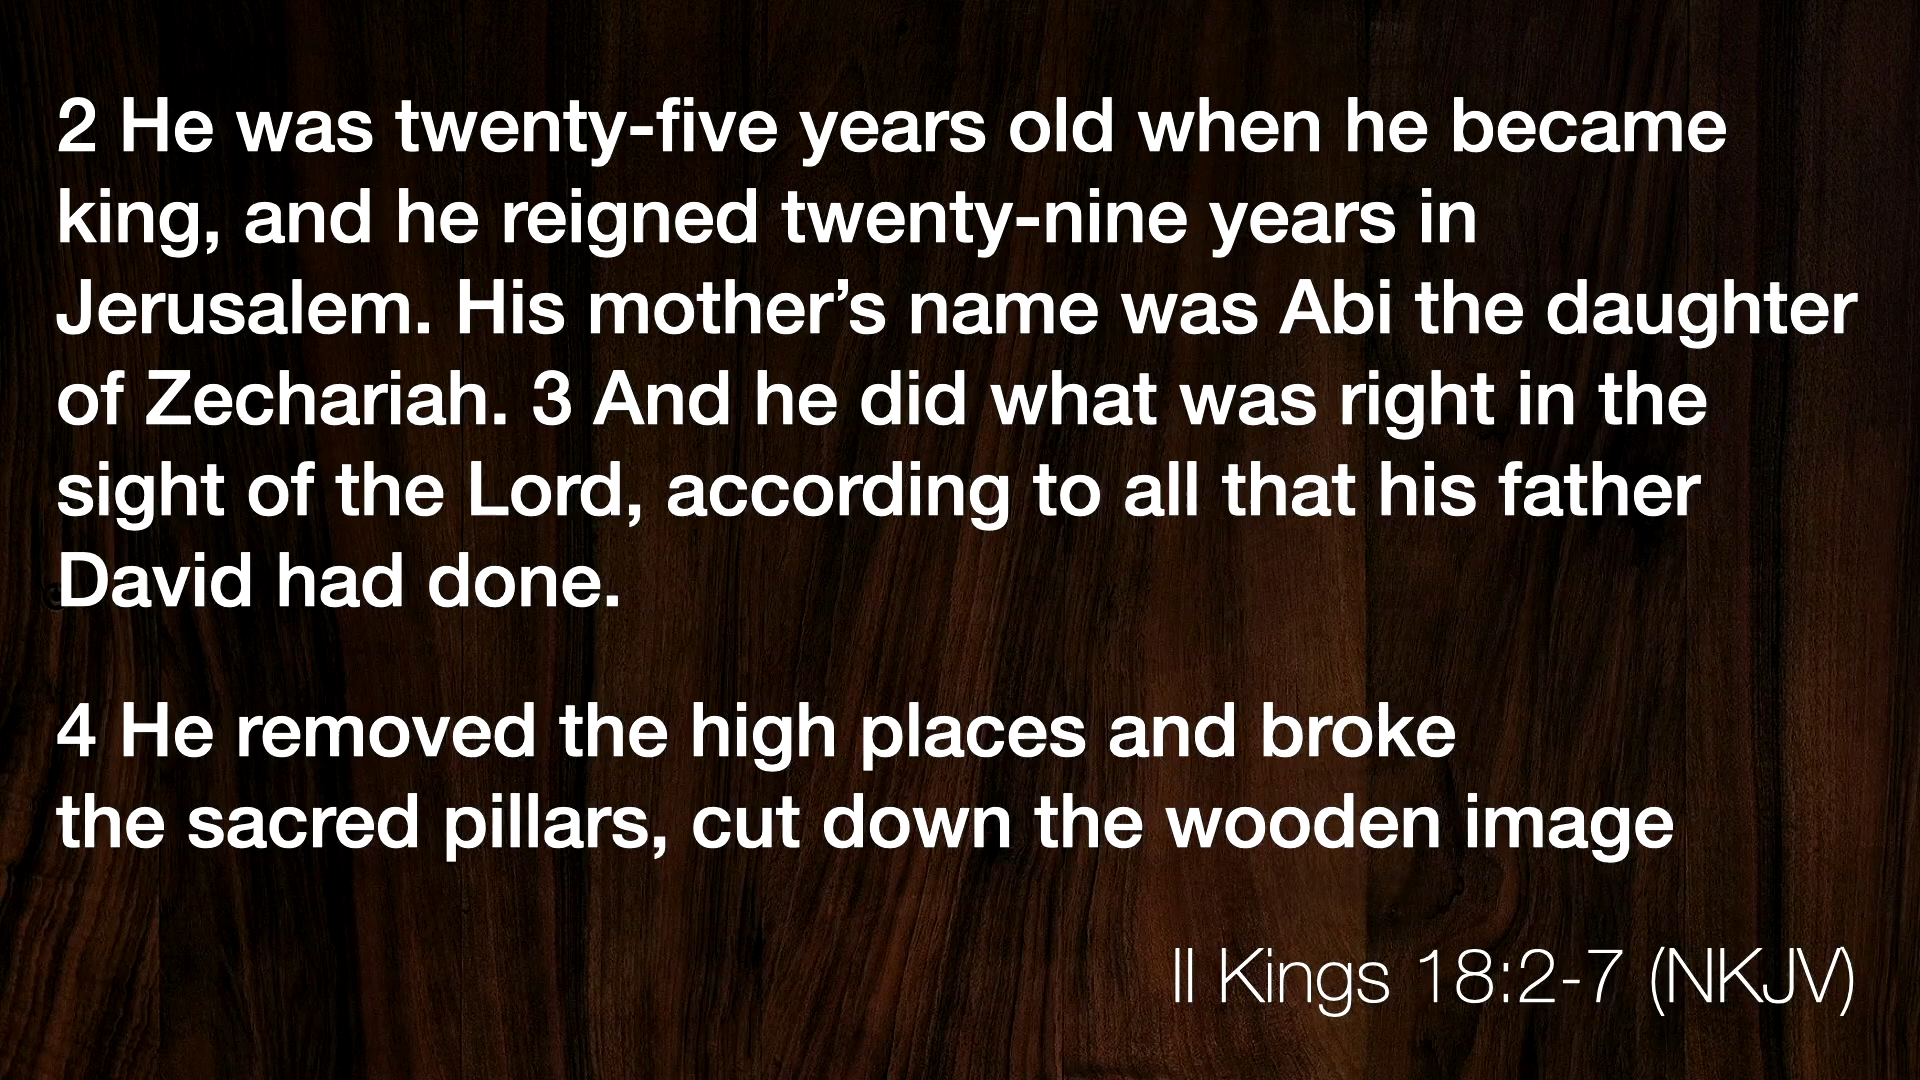 2 He was twenty-five years old when he became
king, and he reigned twenty-nine years in
Jerusalem. His mother’s name was Abi the daughter
of Zechariah. 3 And he did what was right in the
sight of the Lord, according to all that his father
David had done.
4 He removed the high places and broke
the sacred pillars, cut down the wooden image
II Kings 18:2-7 (NKJV)